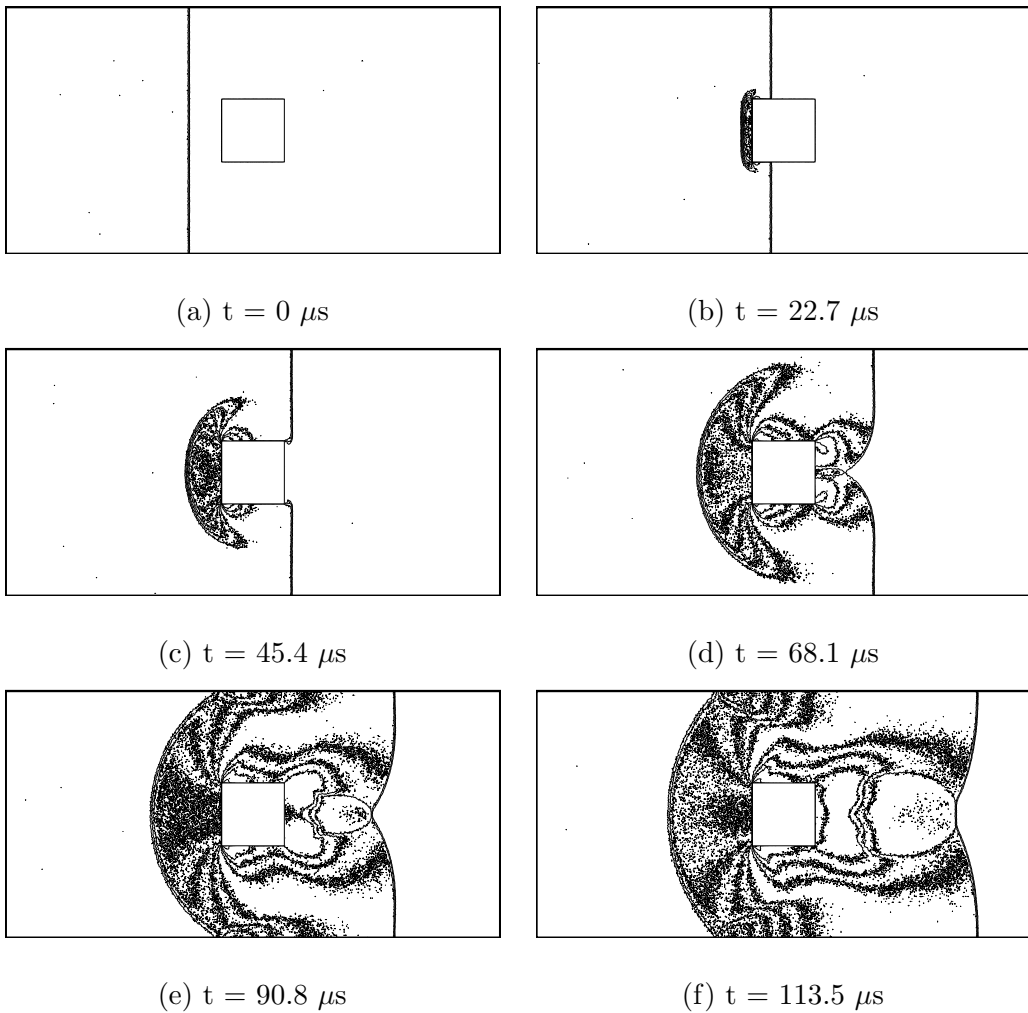 (a) t = 0 μs
(b) t = 22.7 μs
(c) t = 45.4 μs
(d) t = 68.1 μs
(e) t = 90.8 μs
(f) t = 113.5 μs